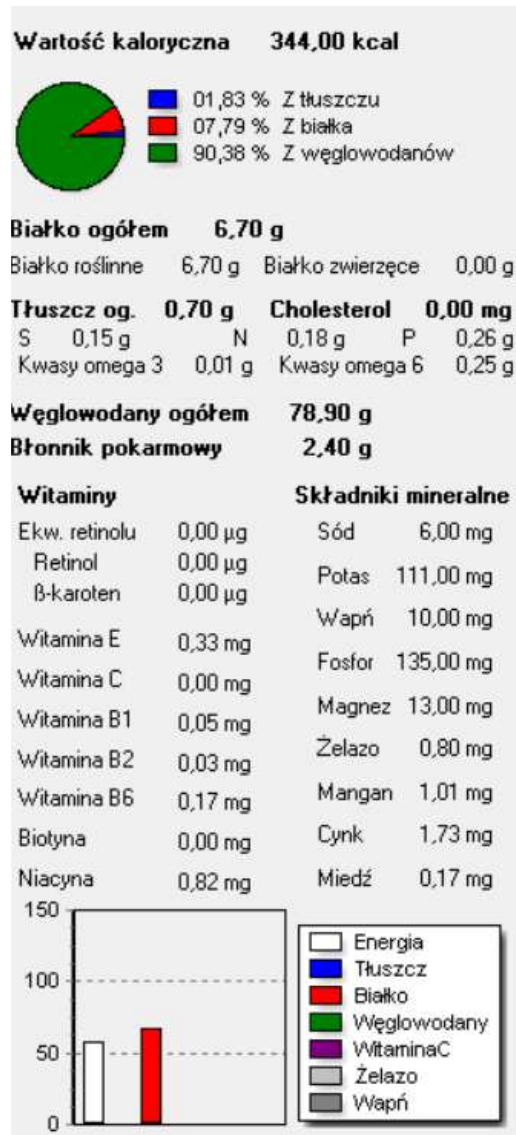 Wartość kaloryczna 344,00 kcal
01,83 % Z tłuszczu
07,79 % Z białka
90,38 % Z węglowodanów
Białko ogółem 6,70 g
Białko roślinne 6,70 g Białko zwierzęce 0,00 g
Tłuszcz og. 0,70 g Cholesterol 0,00 mg
S 0,15 g N 0,18 g P 0,26 g
Kwasy omega 3 0,01 g Kwasy omega 6 0,25 g
Węglowodany ogółem 78,90 g
Błonnik pokarmowy 2,40 g
Witaminy
Ekw. retinolu 0,00 µg
Retinol 0,00 µg
ß-karoten 0,00 µg
Witamina E 0,33 mg
Witamina C 0,00 mg
Witamina B1 0,05 mg
Witamina B2 0,03 mg
Witamina B6 0,17 mg
Biotyna 0,00 mg
Niacyna 0,82 mg
Składniki mineralne
Sód 6,00 mg
Potas 111,00 mg
Wapń 10,00 mg
Fosfor 135,00 mg
Magnez 13,00 mg
Żelazo 0,80 mg
Mangan 1,01 mg
Cynk 1,73 mg
Miedź 0,17 mg
150
100
50
0
Energia
Tłuszcz
Białko
Węglowodany
WitaminaC
Żelazo
Wapń